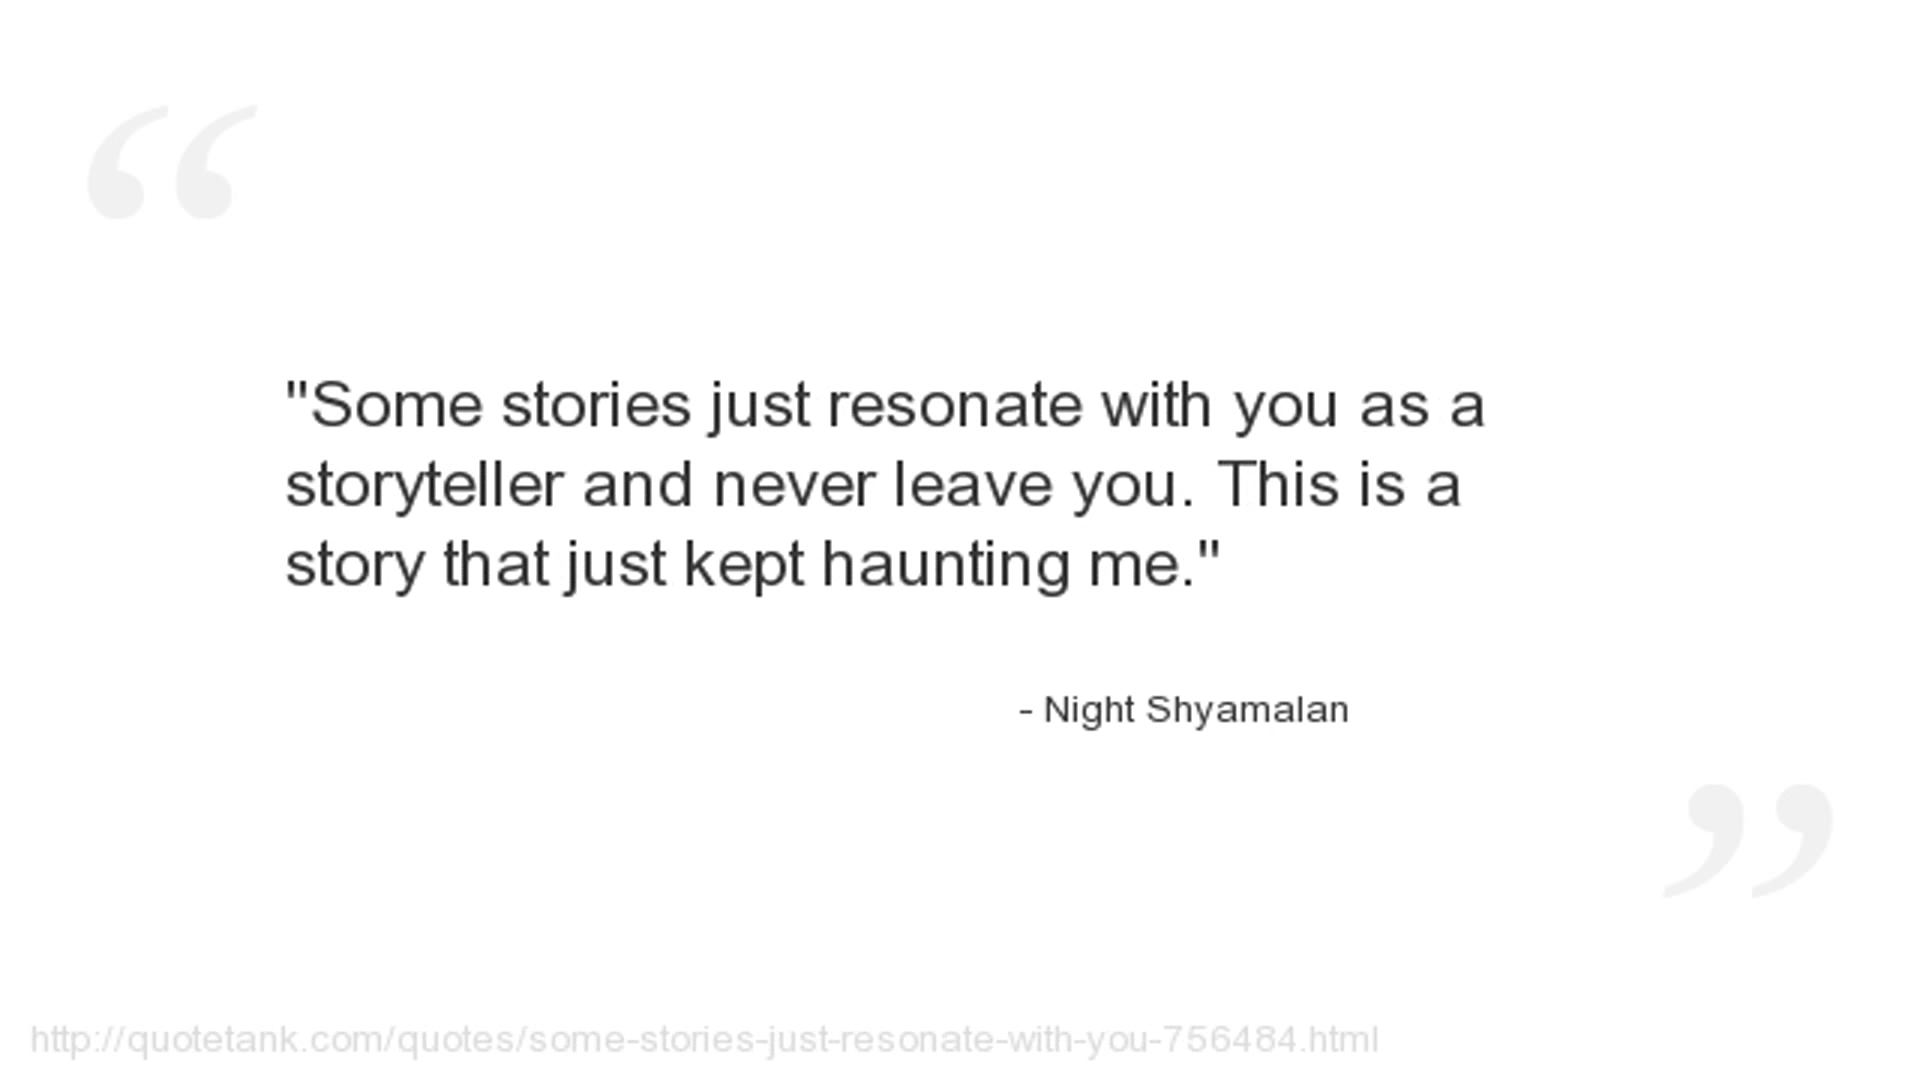 "Some stories just resonate with you as a
storyteller and never leave you. This is a
story that just kept haunting me."
- Night Shyamalan
http://quotetank.com/quotes/some-stories-just-resonate-with-you-756484.html